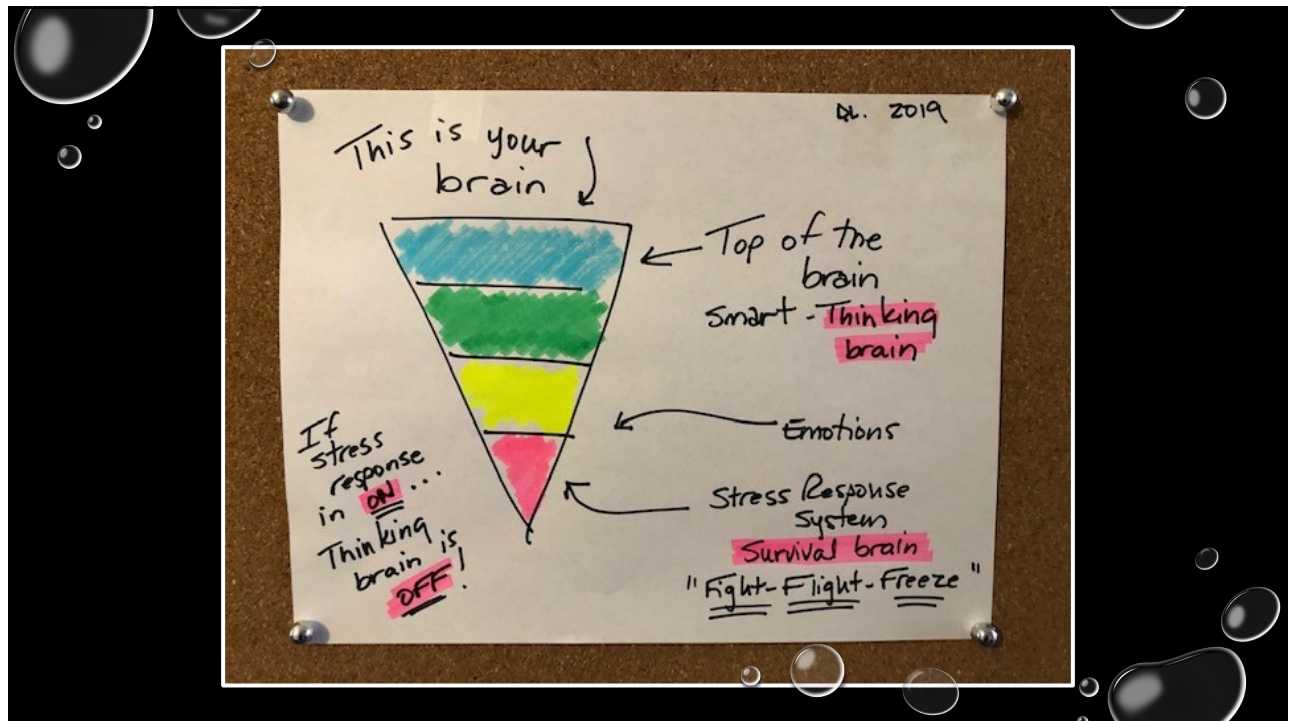 DL. 2019
This is your
brain
Top of the
brain
Smart - Thinking
brain
Emotions
Stress Response
System
Survival brain
"Fight-Flight-Freeze"
If
stress
response
in ON ...
Thinking
brain is
OFF!